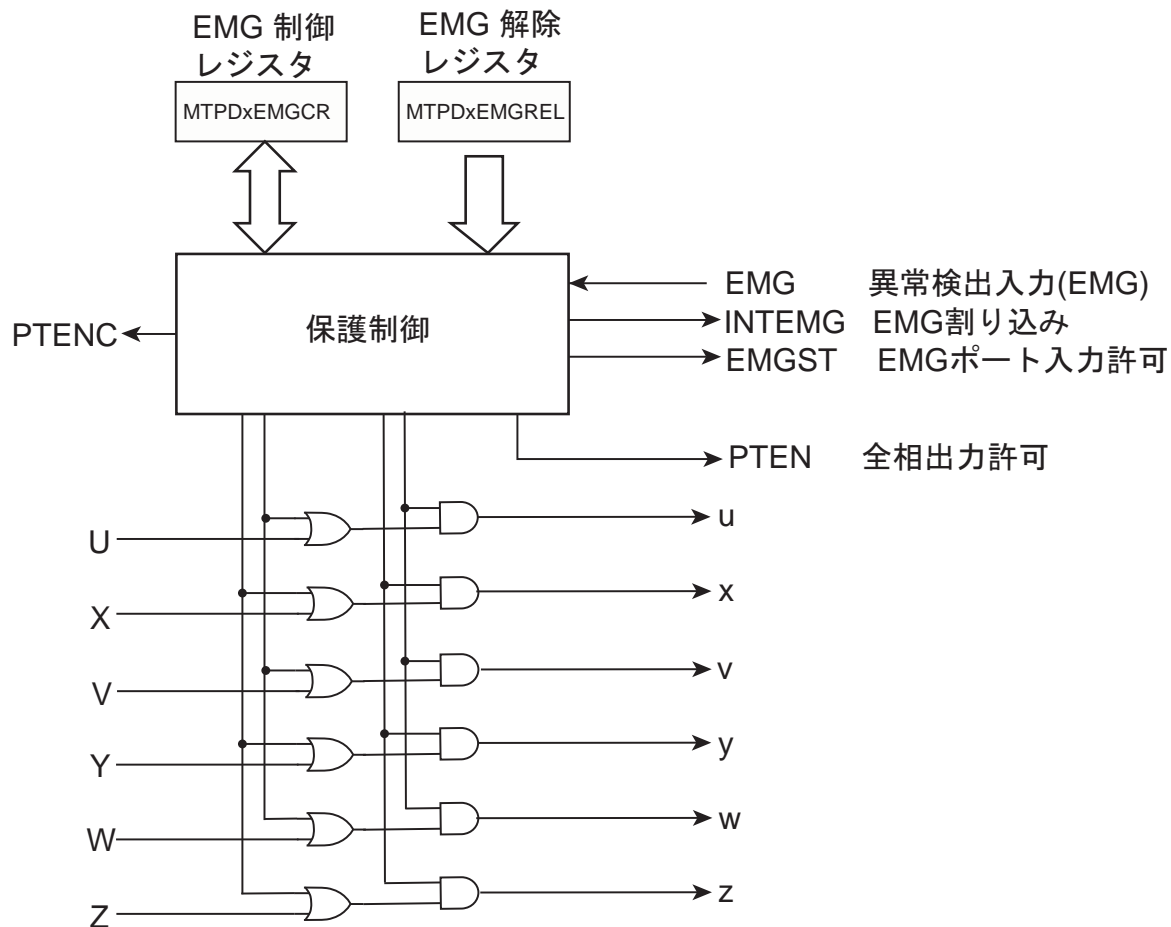 EMG 制御
レジスタ
EMG 解除
レジスタ
MTPDxEMGCR
MTPDxEMGREL
保護制御
PTENC
EMG 異常検出入力(EMG)
INTEMG EMG割り込み
EMGST EMGポート入力許可
PTEN 全相出力許可
U
u
X
x
V
v
Y
y
W
w
Z
z